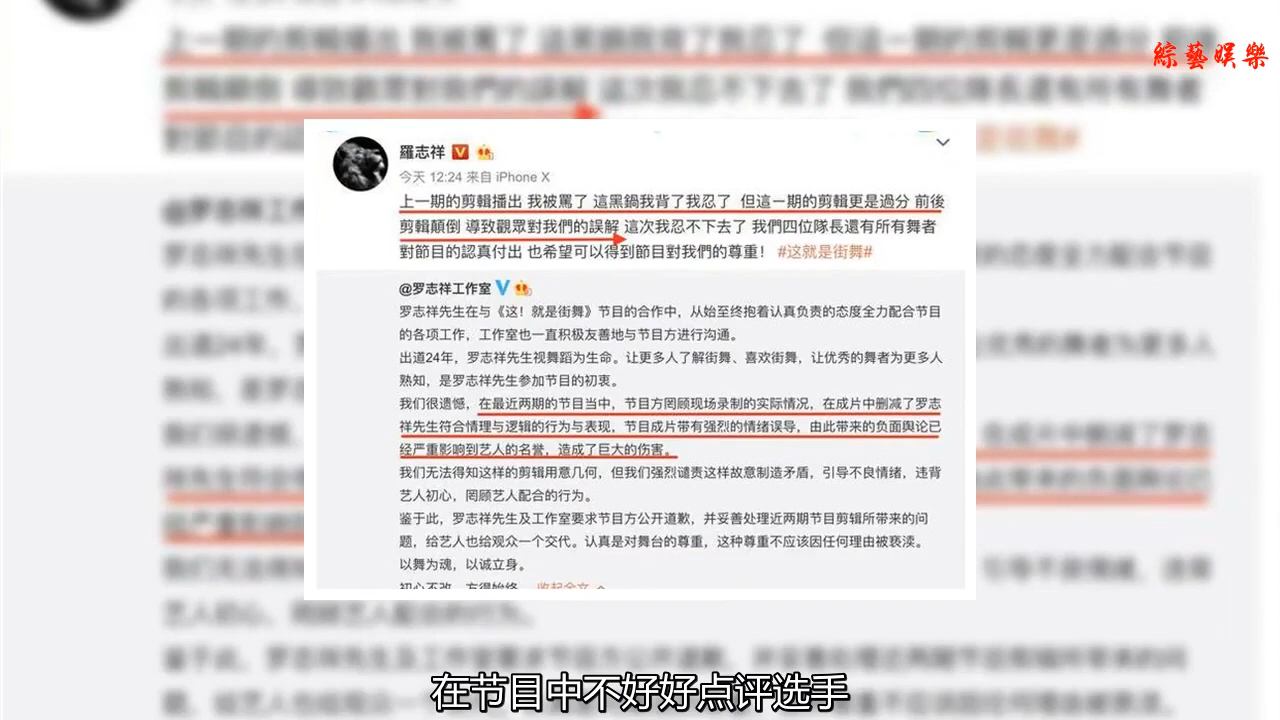 綜藝娱樂
羅志祥
今天 12:24 来自 iPhone X
上一期的剪輯播出 我被罵了 這黑鍋我背了我忍了 但這一期的剪輯更是過分 前後
剪輯顛倒 導致觀眾對我們的誤解 這次我忍不下去了 我們四位隊長還有所有舞者
對節目的認真付出 也希望可以得到節目對我們的尊重！ #这就是街舞#
@罗志祥工作室
罗志祥先生在与《这！就是街舞》节目的合作中，从始至终抱着认真负责的态度全力配合节目
的各项工作，工作室也一直积极友善地与节目方进行沟通。
出道24年，罗志祥先生视舞蹈为生命。让更多人了解街舞、喜欢街舞，让优秀的舞者为更多人
熟知，是罗志祥先生参加节目的初衷。
我们很遗憾，在最近两期的节目当中，节目方罔顾现场录制的实际情况，在成片中删减了罗志
祥先生符合情理与逻辑的行为与表现，节目成片带有强烈的情绪误导，由此带来的负面舆论已
经严重影响到艺人的名誉，造成了巨大的伤害。
我们无法得知这样的剪辑用意几何，但我们强烈谴责这样故意制造矛盾，引导不良情绪，违背
艺人初心，罔顾艺人配合的行为。
鉴于此，罗志祥先生及工作室要求节目方公开道歉，并妥善处理近两期节目剪辑所带来的问
题，给艺人也给观众一个交代。认真是对舞台的尊重，这种尊重不应该因任何理由被亵渎。
以舞为魂，以诚立身。
初心不改，方得始终。 收起全文
在节目中不好好点评选手